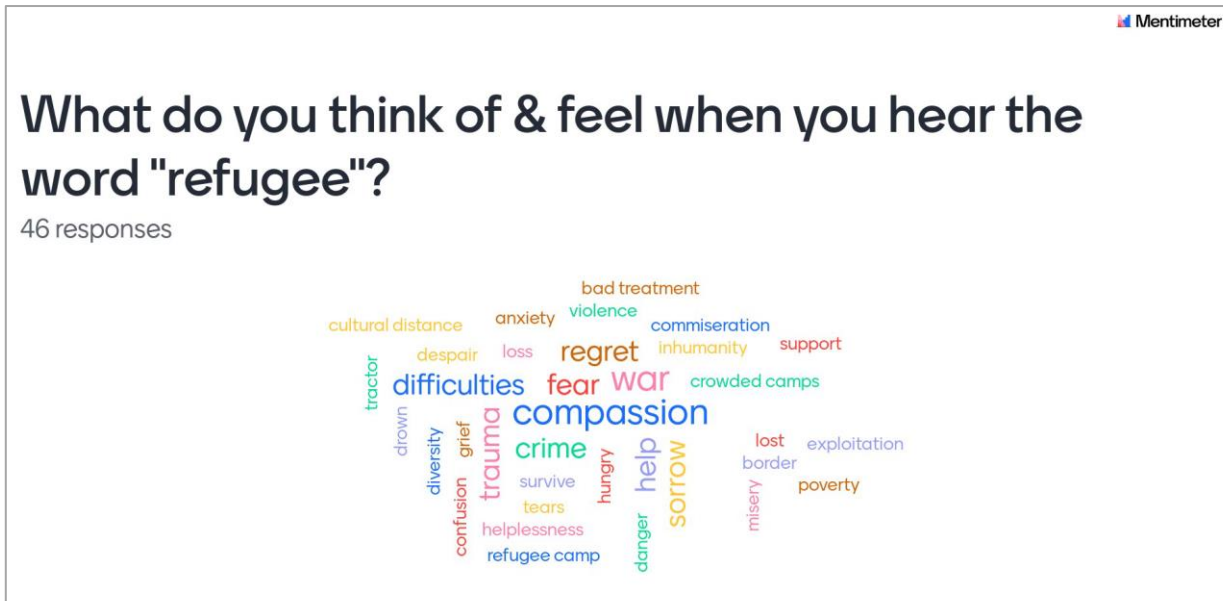 Mentimeter
What do you think of & feel when you hear the
word "refugee"?
46 responses
bad treatment
violence
anxiety
cultural distance
commiseration
support
inhumanity
regret
loss
despair
tractor
difficulties
fear
war
crowded camps
compassion
drown
diversity
grief
trauma
crime
help
sorrow
lost
exploitation
border
hungry
survive
poverty
misery
confusion
tears
helplessness
danger
refugee camp